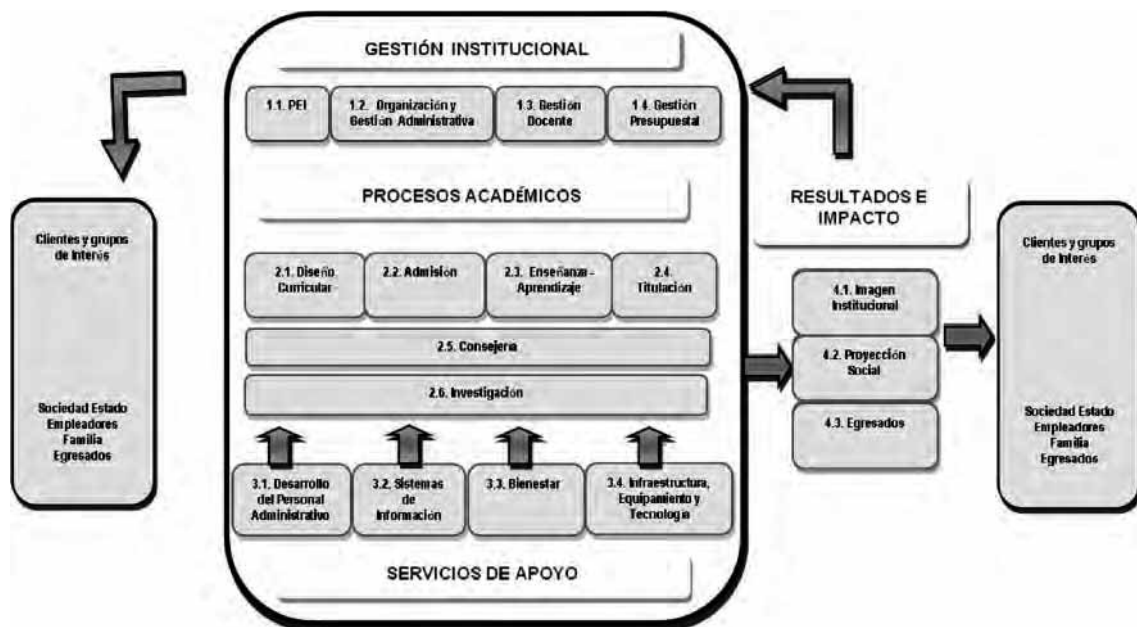 GESTIÓN INSTITUCIONAL
1.1. PEI
1.2. Organización y
Gestión Administrativa
1.3. Gestión
Docente
1.4. Gestión
Presupuestal
PROCESOS ACADÉMICOS
RESULTADOS E
IMPACTO
Clientes y grupos
de Interés
Sociedad Estado
Empleadores
Familia
Egresados
2.1. Diseño
Curricular
2.2. Admisión
2.3. Enseñanza -
Aprendizaje
2.4.
Titulación
2.5. Consejería
2.6. Investigación
3.1. Desarrollo
del Personal
Administrativo
3.2. Sistemas
de
Información
3.3. Bienestar
3.4. Infraestructura,
Equipamiento y
Tecnología
SERVICIOS DE APOYO
4.1. Imagen
Institucional
4.2. Proyección
Social
4.3. Egresados
Clientes y grupos
de Interés
Sociedad Estado
Empleadores
Familia
Egresados